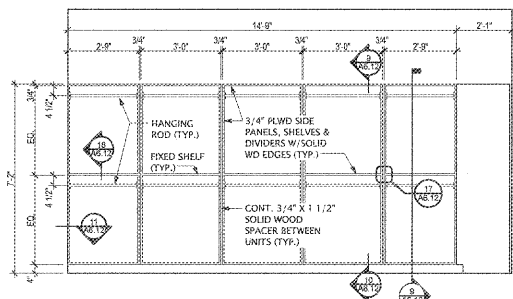 14'-9"
2'-1"
3/4" 3/4" 3/4" 3/4"
2'-9" 3'-0" 3'-0" 3'-0" 2'-9"
9
A6.12
3/4"
4 1/2"
HANGING
ROD (TYP.)
3/4" PLWD SIDE
PANELS, SHELVES &
DIVIDERS W/SOLID
WD EDGES (TYP.)
EQ.
18
A6.12
FIXED SHELF
(TYP.)
7'-2"
17
A6.12
4 1/2"
CONT. 3/4" X 1 1/2"
SOLID WOOD
SPACER BETWEEN
UNITS (TYP.)
11
A6.12
EQ.
4"
10
A6.12
9
A6.12